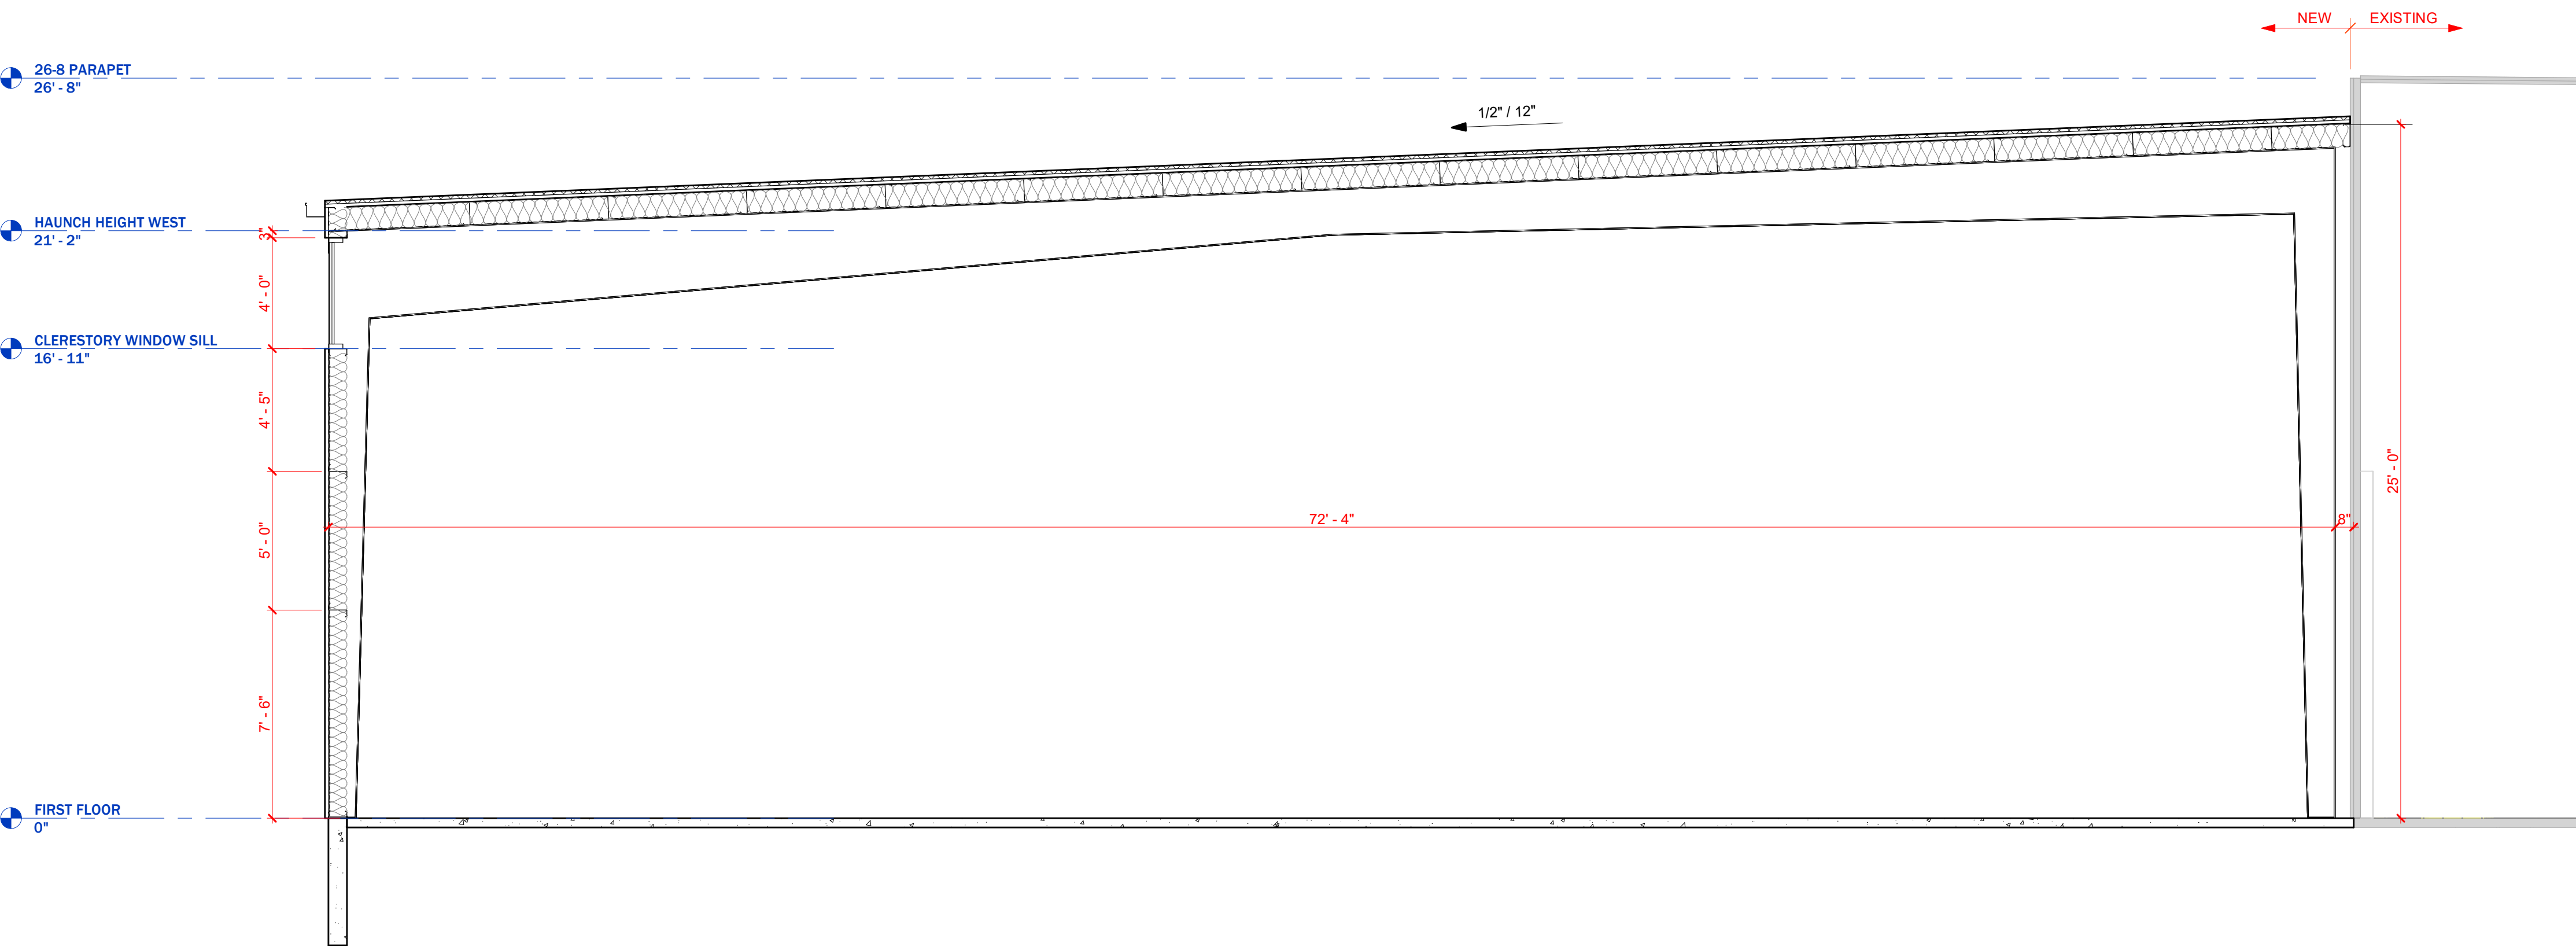 NEW EXISTING
26-8 PARAPET
26' - 8"
1/2" / 12"
HAUNCH HEIGHT WEST
21' - 2"
3"
4' - 0"
CLERESTORY WINDOW SILL
16' - 11"
4' - 5"
25' - 0"
72' - 4"
8"
5' - 0"
7' - 6"
FIRST FLOOR
0"